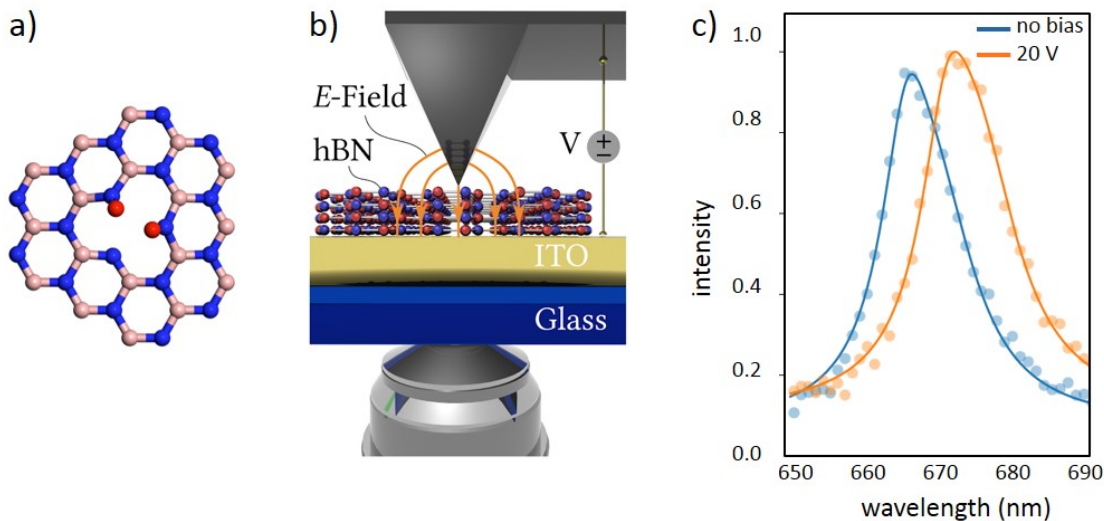 a)
b)
E-Field
hBN
V
ITO
Glass
c)
no bias
20 V
1.0
0.8
0.6
0.4
0.2
0.0
intensity
650 660 670 680 690
wavelength (nm)